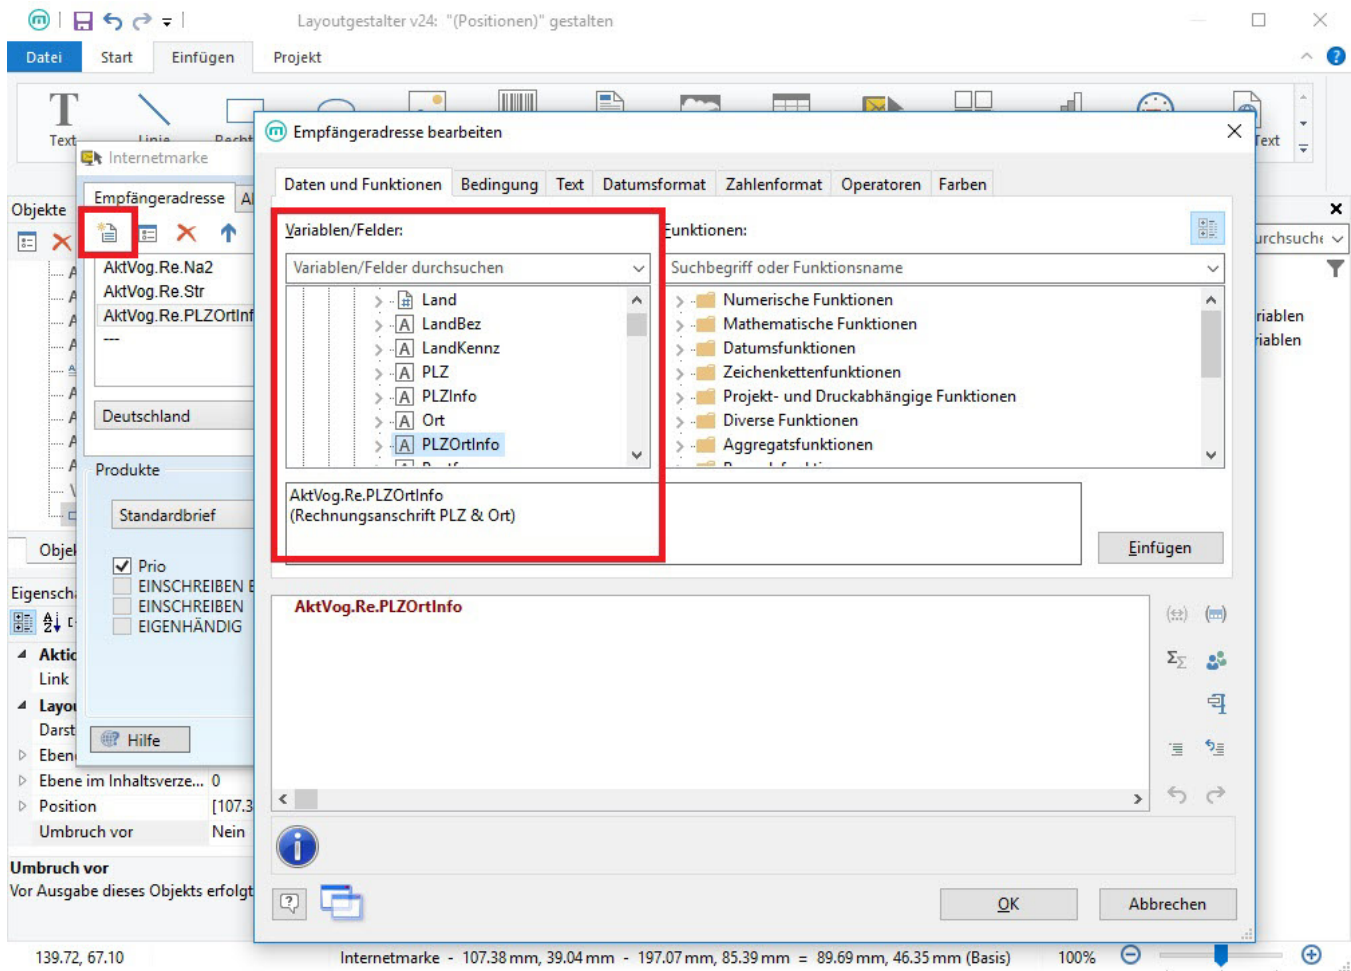 Layoutgestalter v24: "(Positionen)" gestalten
Datei Start Einfügen Projekt
Text
Internetmarke
Empfängeradresse bearbeiten
Objekte
Empfängeradresse
Daten und Funktionen Bedingung Text Datumsformat Zahlenformat Operatoren Farben
Variablen/Felder:
Funktionen:
Variablen/Felder durchsuchen
Suchbegriff oder Funktionsname
AktVog.Re.Na2
AktVog.Re.Str
AktVog.Re.PLZOrtInf
---
Land
LandBez
LandKennz
PLZ
PLZInfo
Ort
PLZOrtInfo
Numerische Funktionen
Mathematische Funktionen
Datumsfunktionen
Zeichenkettenfunktionen
Projekt- und Druckabhängige Funktionen
Diverse Funktionen
Aggregatsfunktionen
riablen
riablen
Deutschland
Produkte
Standardbrief
AktVog.Re.PLZOrtInfo
(Rechnungsanschrift PLZ & Ort)
Einfügen
Objek
Prio
EINSCHREIBEN E
EINSCHREIBEN
EIGENHÄNDIG
AktVog.Re.PLZOrtInfo
Eigensch
Aktio
Link
Layou
Darst
Eben
Hilfe
Ebene im Inhaltsverze... 0
Position [107.3
Umbruch vor Nein
Umbruch vor
Vor Ausgabe dieses Objekts erfolgt
OK
Abbrechen
139.72, 67.10
Internetmarke - 107.38 mm, 39.04 mm - 197.07 mm, 85.39 mm = 89.69 mm, 46.35 mm (Basis)
100%